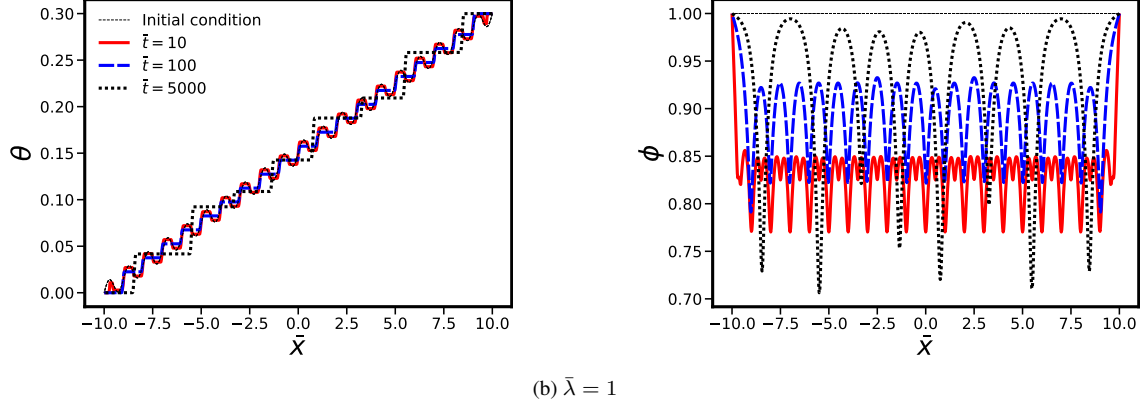 Initial condition
t̄ = 10
t̄ = 100
t̄ = 5000
0.30
0.25
0.20
0.15
0.10
0.05
0.00
θ
−10.0 −7.5 −5.0 −2.5 0.0 2.5 5.0 7.5 10.0
x̄
1.00
0.95
0.90
0.85
0.80
0.75
0.70
ϕ
−10.0 −7.5 −5.0 −2.5 0.0 2.5 5.0 7.5 10.0
x̄
(b) λ̄ = 1